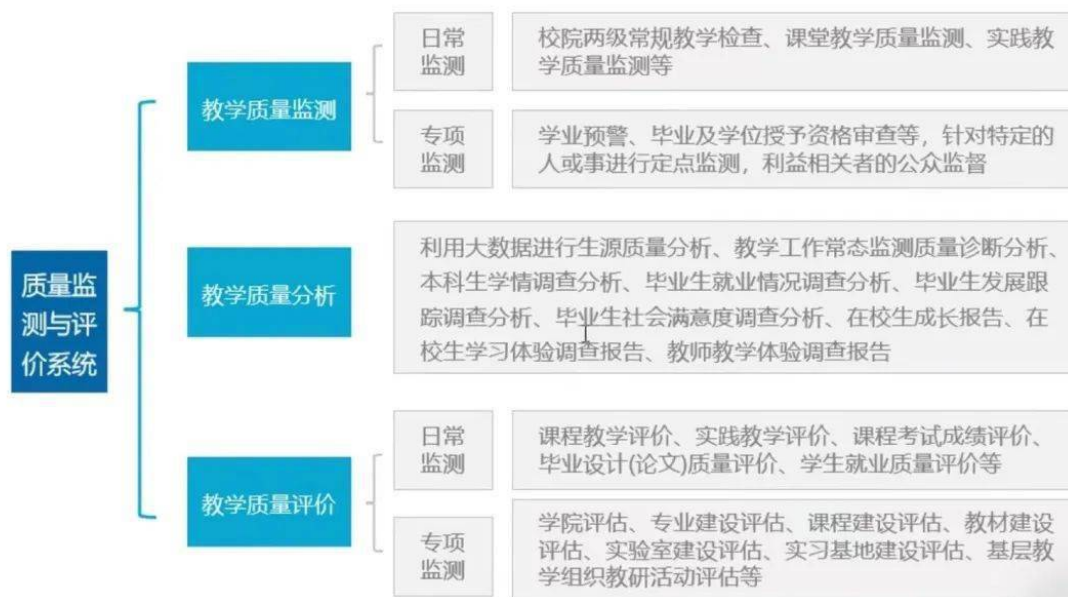 质量监
测与评
价系统
教学质量监测
日常
监测
校院两级常规教学检查、课堂教学质量监测、实践教
学质量监测等
专项
监测
学业预警、毕业及学位授予资格审查等，针对特定的
人或事进行定点监测，利益相关者的公众监督
教学质量分析
利用大数据进行生源质量分析、教学工作常态监测质量诊断分析、
本科生学情调查分析、毕业生就业情况调查分析、毕业生发展跟
踪调查分析、毕业生社会满意度调查分析、在校生成长报告、在
校生学习体验调查报告、教师教学体验调查报告
教学质量评价
日常
监测
课程教学评价、实践教学评价、课程考试成绩评价、
毕业设计(论文)质量评价、学生就业质量评价等
专项
监测
学院评估、专业建设评估、课程建设评估、教材建设
评估、实验室建设评估、实习基地建设评估、基层教
学组织教研活动评估等